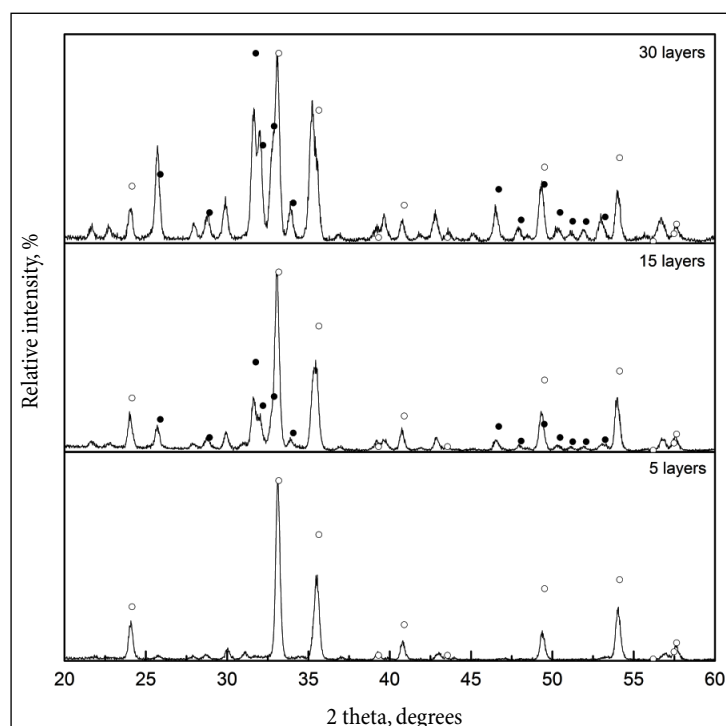 30 layers
15 layers
5 layers
Relative intensity, %
20 25 30 35 40 45 50 55 60
2 theta, degrees